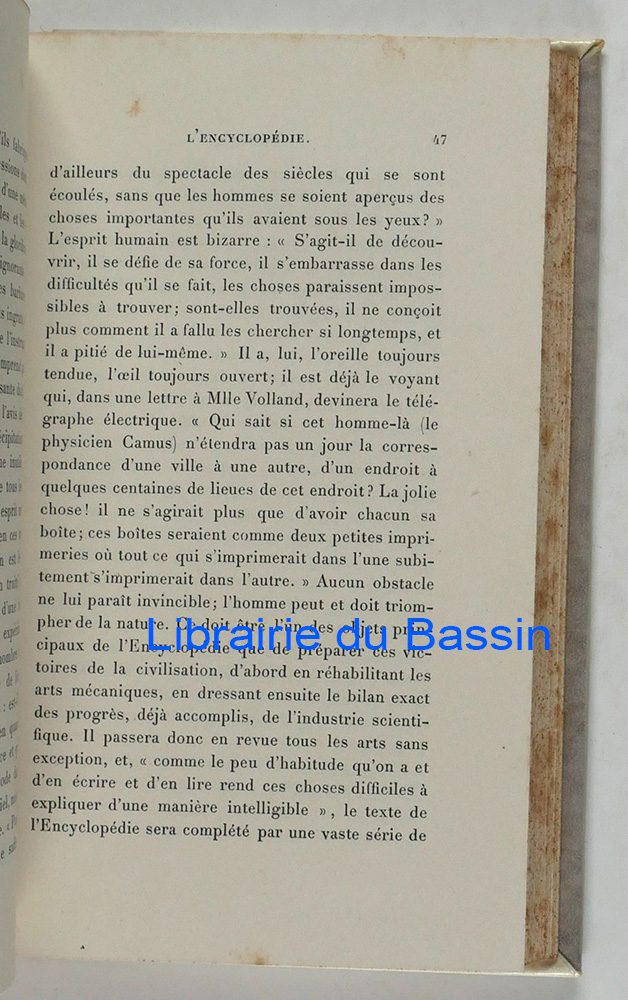 L'ENCYCLOPÉDIE. 47
d'ailleurs du spectacle des siècles qui se sont
écoulés, sans que les hommes se soient aperçus des
choses importantes qu'ils avaient sous les yeux? »
L'esprit humain est bizarre : « S'agit-il de décou-
vrir, il se défie de sa force, il s'embarrasse dans les
difficultés qu'il se fait, les choses paraissent impos-
sibles à trouver; sont-elles trouvées, il ne conçoit
plus comment il a fallu les chercher si longtemps, et
il a pitié de lui-même. » Il a, lui, l'oreille toujours
tendue, l'œil toujours ouvert; il est déjà le voyant
qui, dans une lettre à Mlle Volland, devinera le télé-
graphe électrique. « Qui sait si cet homme-là (le
physicien Camus) n'étendra pas un jour la corres-
pondance d'une ville à une autre, d'un endroit à
quelques centaines de lieues de cet endroit? La jolie
chose! il ne s'agirait plus que d'avoir chacun sa
boîte; ces boîtes seraient comme deux petites impri-
meries où tout ce qui s'imprimerait dans l'une subi-
tement s'imprimerait dans l'autre. » Aucun obstacle
ne lui paraît invincible; l'homme peut et doit triom-
pher de la nature. Ce doit être l'un des objets prin-
Librairie du Bassin
cipaux de l'Encyclopédie que de préparer ces vic-
toires de la civilisation, d'abord en réhabilitant les
arts mécaniques, en dressant ensuite le bilan exact
des progrès, déjà accomplis, de l'industrie scienti-
fique. Il passera donc en revue tous les arts sans
exception, et, « comme le peu d'habitude qu'on a et
d'en écrire et d'en lire rend ces choses difficiles à
expliquer d'une manière intelligible », le texte de
l'Encyclopédie sera complété par une vaste série de